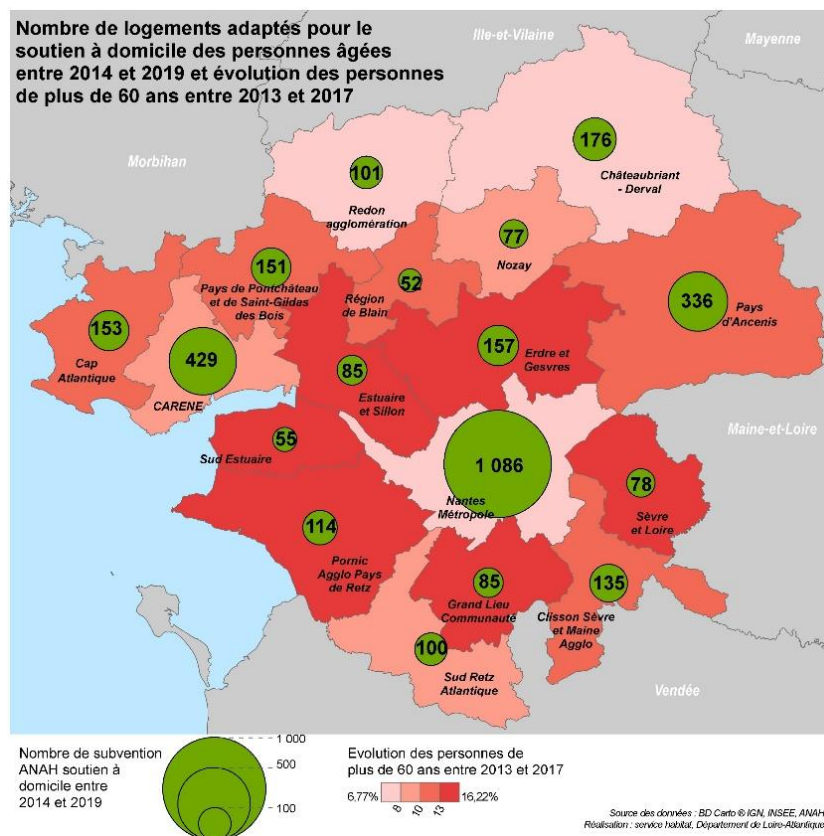 Nombre de logements adaptés pour le
soutien à domicile des personnes âgées
entre 2014 et 2019 et évolution des personnes
de plus de 60 ans entre 2013 et 2017
Ille-et-Vilaine
Mayenne
Morbihan
176
Châteaubriant
- Derval
101
Redon
agglomération
77
Nozay
151
Pays de Pontchâteau
et de Saint-Gildas
des Bois
52
Région
de Blain
336
Pays
d'Ancenis
153
Cap
Atlantique
429
CARENE
157
Erdre et
Gesvres
85
Estuaire
et Sillon
Maine-et-Loire
55
Sud Estuaire
1 086
Nantes
Métropole
78
Sèvre
et Loire
114
Pornic
Agglo Pays
de Retz
85
Grand Lieu
Communauté
135
Clisson Sèvre
et Maine
Agglo
100
Sud Retz
Atlantique
Vendée
Nombre de subvention
ANAH soutien à
domicile entre
2014 et 2019
1 000
500
100
Evolution des personnes de
plus de 60 ans entre 2013 et 2017
6,77%
16,22%
8
10
13
Source des données : BD Carto ® IGN, INSEE, ANAH
Réalisation : service habitat, Département de Loire-Atlantique